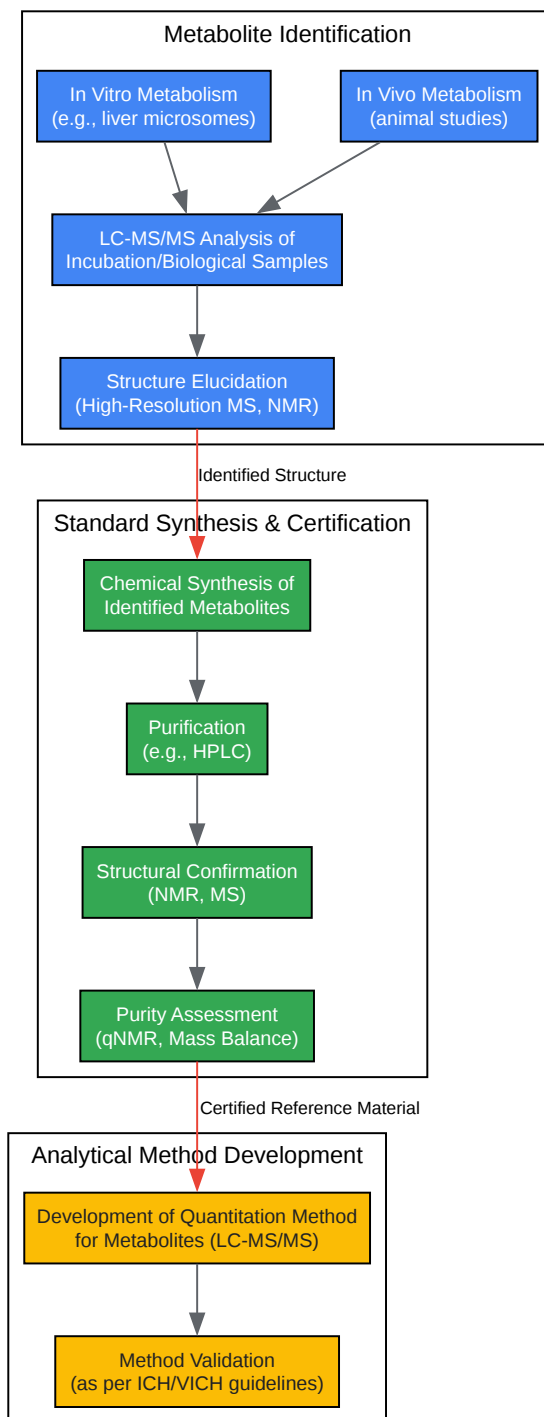 Metabolite Identification
In Vitro Metabolism
(e.g., liver microsomes)
In Vivo Metabolism
(animal studies)
LC-MS/MS Analysis of
Incubation/Biological Samples
Structure Elucidation
(High-Resolution MS, NMR)
Identified Structure
Standard Synthesis & Certification
Chemical Synthesis of
Identified Metabolites
Purification
(e.g., HPLC)
Structural Confirmation
(NMR, MS)
Purity Assessment
(qNMR, Mass Balance)
Certified Reference Material
Analytical Method Development
Development of Quantitation Method
for Metabolites (LC-MS/MS)
Method Validation
(as per ICH/VICH guidelines)